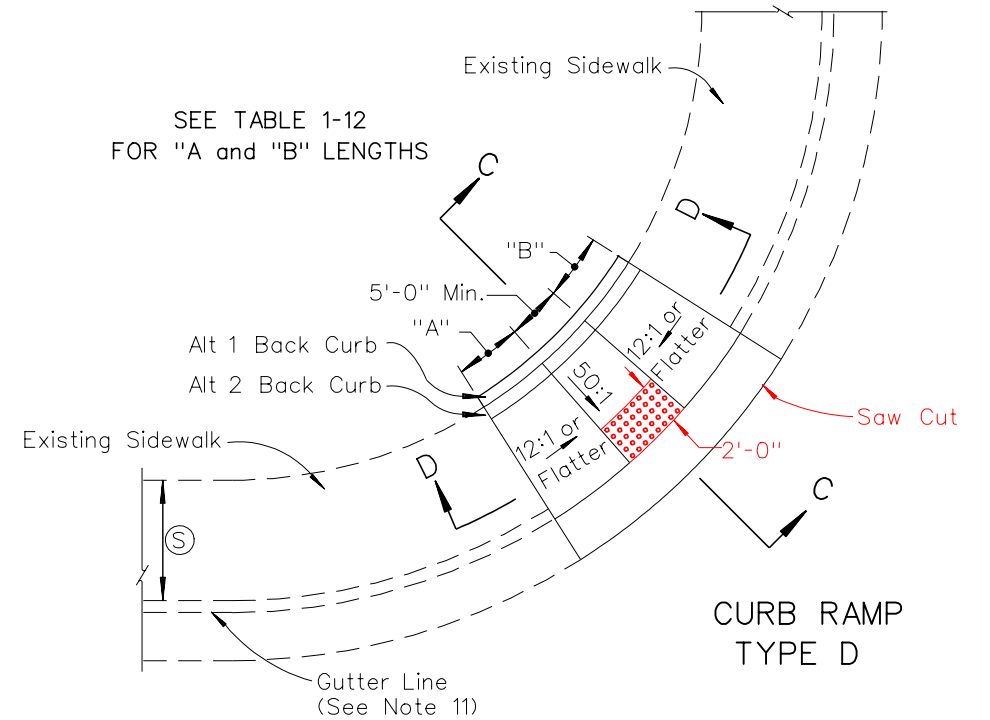 Existing Sidewalk
SEE TABLE 1-12
FOR "A and "B" LENGTHS
C
D
"B"
5'-0" Min.
"A"
Alt 1 Back Curb
Alt 2 Back Curb
12:1 or
Flatter
50:1
12:1 or
Flatter
Saw Cut
2'-0"
Existing Sidewalk
D
C
S
CURB RAMP
TYPE D
Gutter Line
(See Note 11)